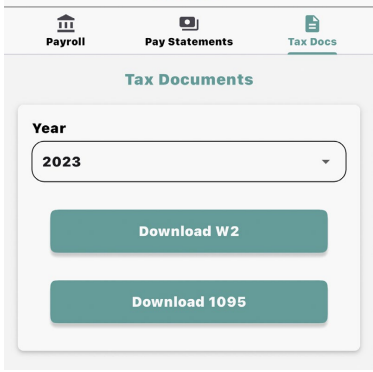 Payroll
Pay Statements
Tax Docs
Tax Documents
Year
2023
Download W2
Download 1095